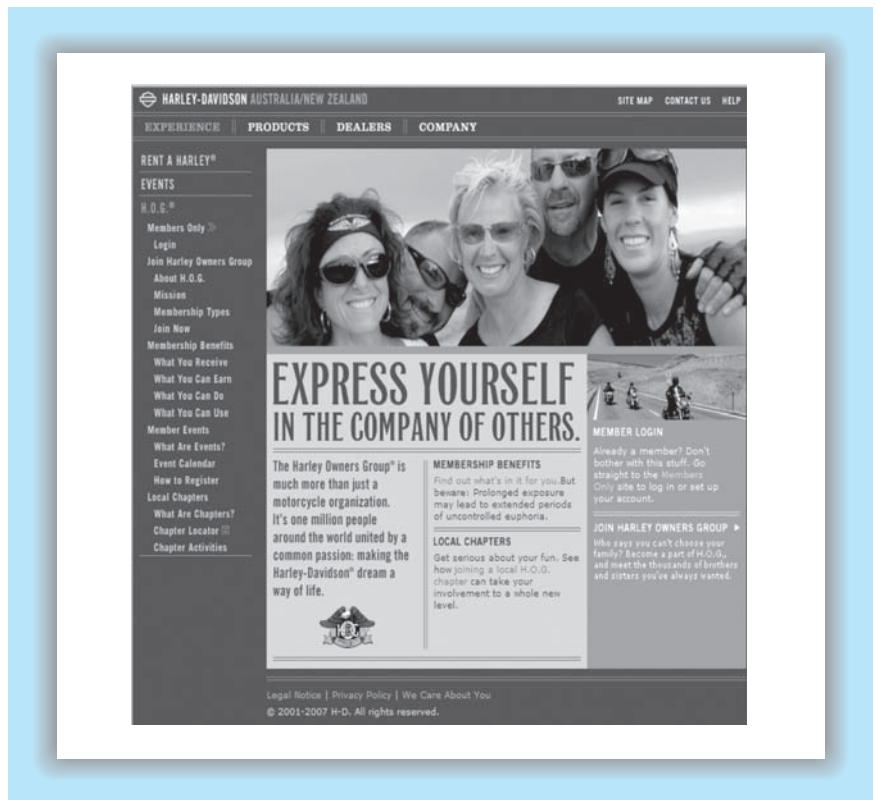 HARLEY-DAVIDSON AUSTRALIA/NEW ZEALAND
SITE MAP CONTACT US HELP
EXPERIENCE PRODUCTS DEALERS COMPANY
RENT A HARLEY®
EVENTS
H.O.G.®
Members Only
Login
Join Harley Owners Group
About H.O.G.
Mission
Membership Types
Join Now
Membership Benefits
What You Receive
What You Can Earn
What You Can Do
What You Can Use
Member Events
What Are Events?
Event Calendar
How to Register
Local Chapters
What Are Chapters?
Chapter Locator
Chapter Activities
EXPRESS YOURSELF
IN THE COMPANY OF OTHERS.
The Harley Owners Group® is
much more than just a
motorcycle organization.
It's one million people
around the world united by a
common passion: making the
Harley-Davidson® dream a
way of life.
MEMBERSHIP BENEFITS
Find out what's in it for you.But
beware: Prolonged exposure
may lead to extended periods
of uncontrolled euphoria.
LOCAL CHAPTERS
Get serious about your fun. See
how joining a local H.O.G.
chapter can take your
involvement to a whole new
level.
MEMBER LOGIN
Already a member? Don't
bother with this stuff. Go
straight to the Members
Only site to log in or set up
your account.
JOIN HARLEY OWNERS GROUP
Who says you can't choose your
family? Become a part of H.O.G.,
and meet the thousands of brothers
and sisters you've always wanted.
Legal Notice | Privacy Policy | We Care About You
© 2001-2007 H-D. All rights reserved.